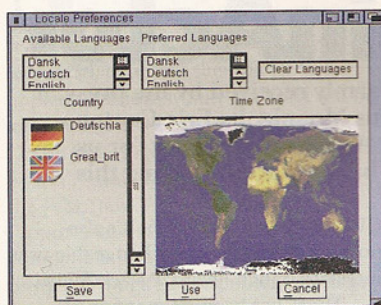 Locale Preferences
Available Languages
Preferred Languages
Dansk
Deutsch
English
Dansk
Deutsch
English
Clear Languages
Country
Time Zone
Deutschla
Great_brit
Save
Use
Cancel